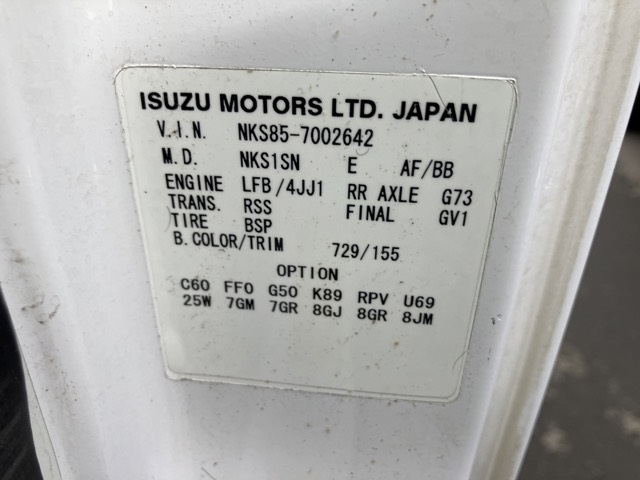 ISUZU MOTORS LTD. JAPAN
V.I.N. NKS85-7002642
M.D. NKS1SN E AF/BB
ENGINE LFB/4JJ1 RR AXLE G73
TRANS. RSS FINAL GV1
TIRE BSP
B.COLOR/TRIM 729/155
OPTION
C60 FF0 G50 K89 RPV U69
25W 7GM 7GR 8GJ 8GR 8JM